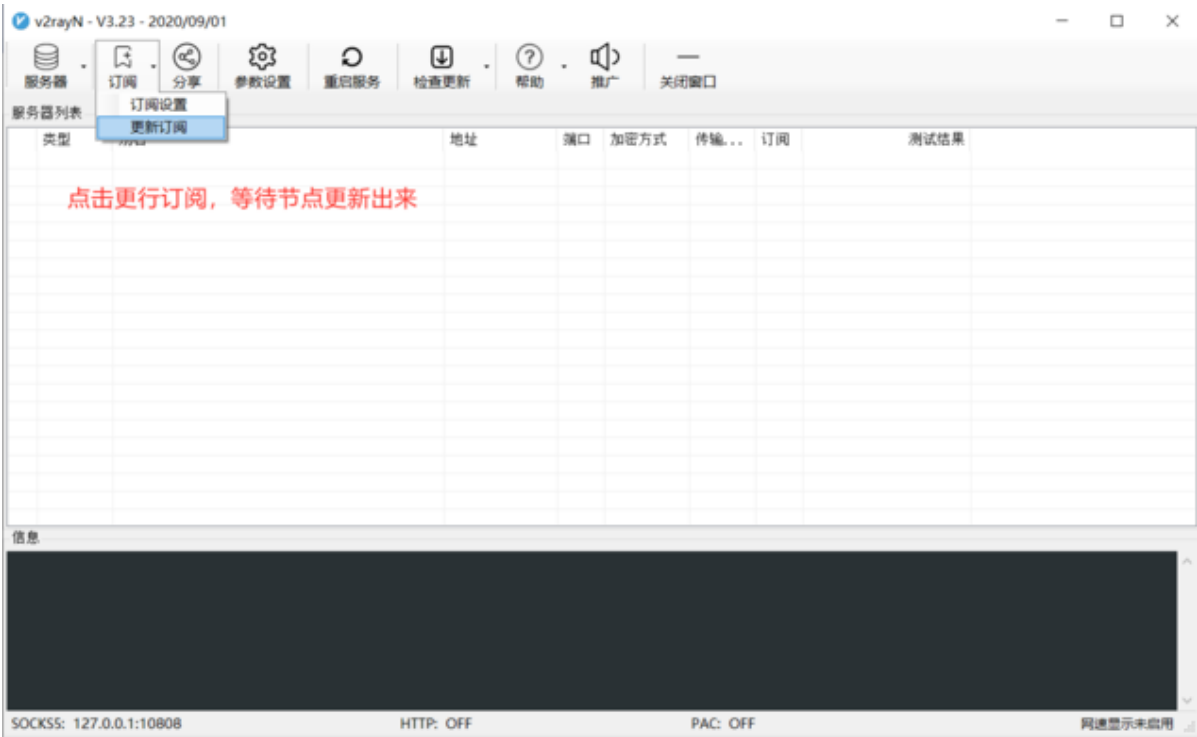 v2rayN - V3.23 - 2020/09/01
服务器 订阅 分享 参数设置 重启服务 检查更新 帮助 推广 关闭窗口
订阅设置
服务器列表
更新订阅
类型 地址 端口 加密方式 传输... 订阅 测试结果
点击更行订阅，等待节点更新出来
信息
SOCKS5: 127.0.0.1:10808 HTTP: OFF PAC: OFF 网速显示未启用